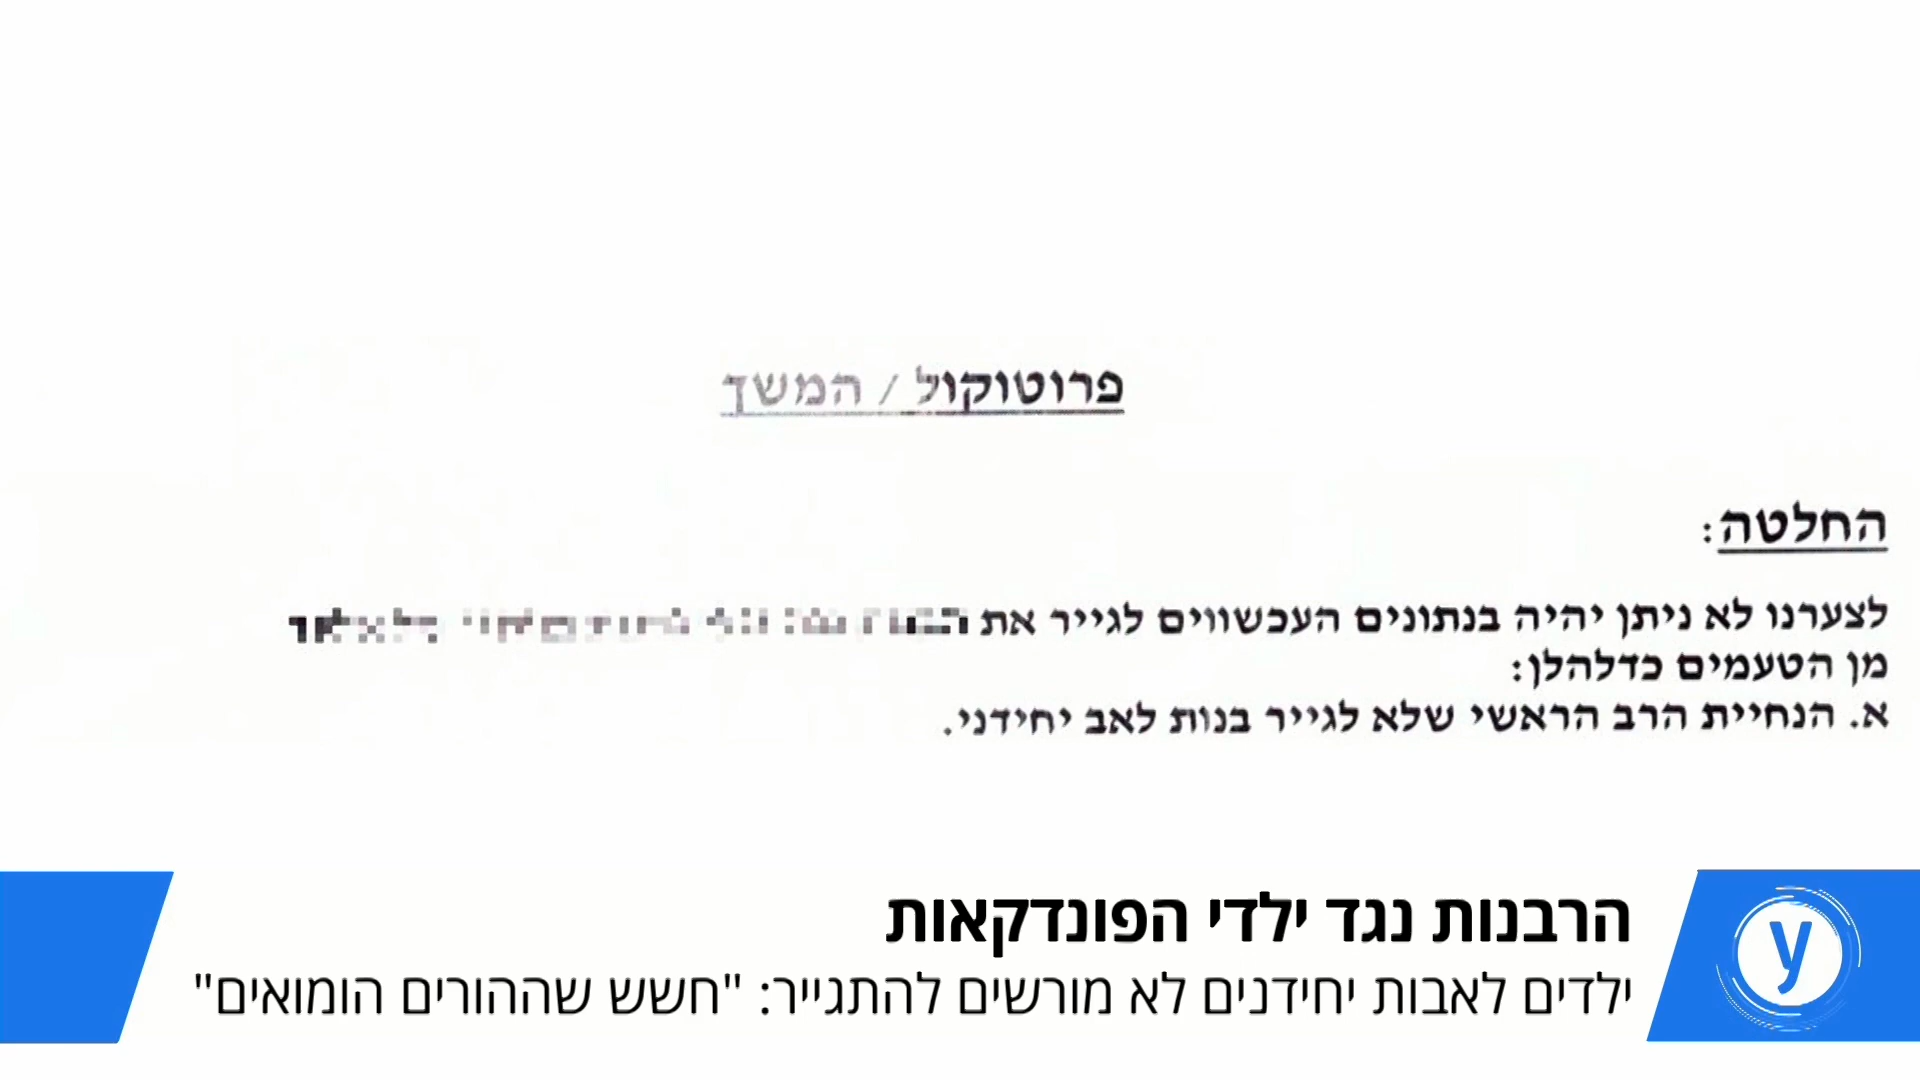 פרוטוקול / המשך
החלטה:
לצערנו לא ניתן יהיה בנתונים העכשווים לגייר את
מן הטעמים כדלהלן:
א. הנחיית הרב הראשי שלא לגייר בנות לאב יחידני.
הרבנות נגד ילדי הפונדקאות
ילדים לאבות יחידנים לא מורשים להתגייר: "חשש שההורים הומואים"
y